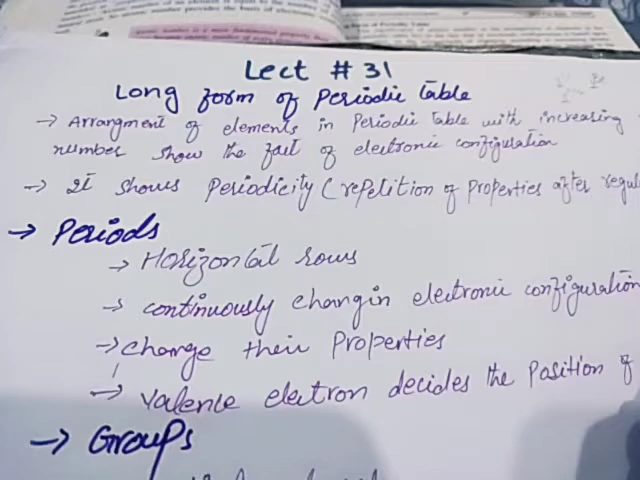 Lect # 31
Long form of Periodic table
→ Arrangment of elements in Periodic table with increasing
number show the fact of electronic configuration
→ It shows Periodicity (repetition of Properties after regul
→ Periods
→ Horizontal rows
→ continuously changin electronic configuration
→ change their Properties
→ valence electron decides the Position of
→ Groups